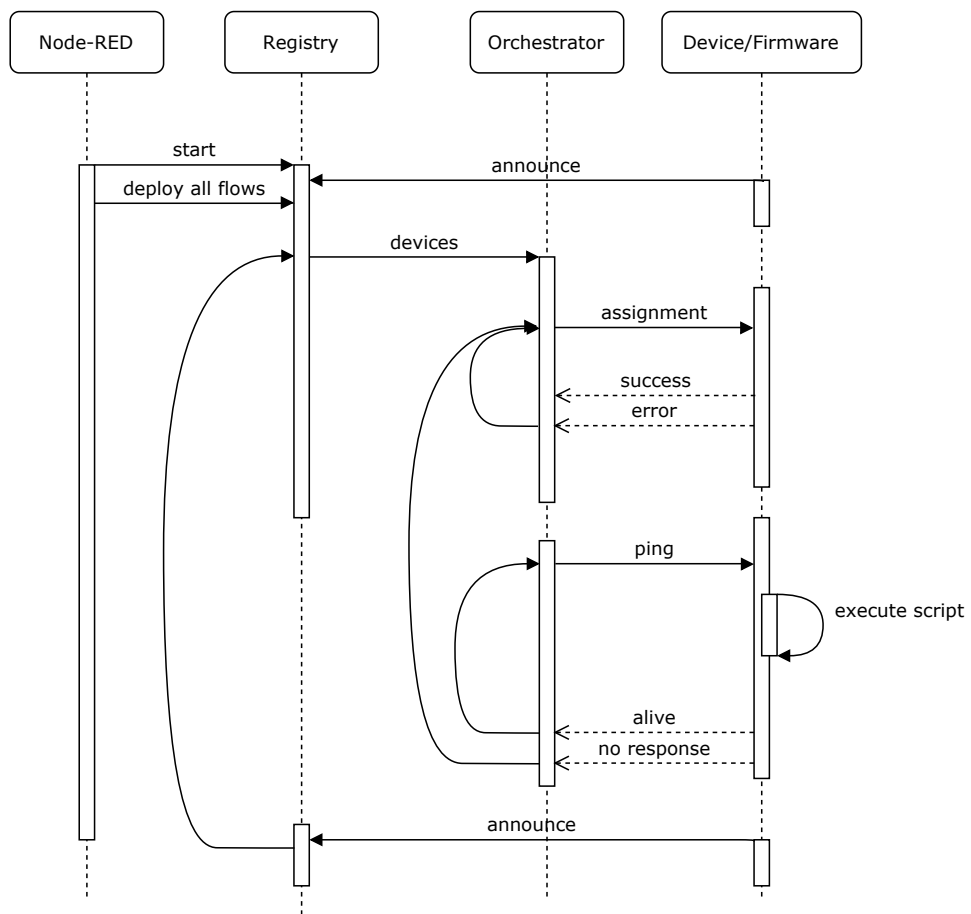 Node-RED
Registry
Orchestrator
Device/Firmware
start
announce
deploy all flows
devices
assignment
success
error
ping
execute script
alive
no response
announce